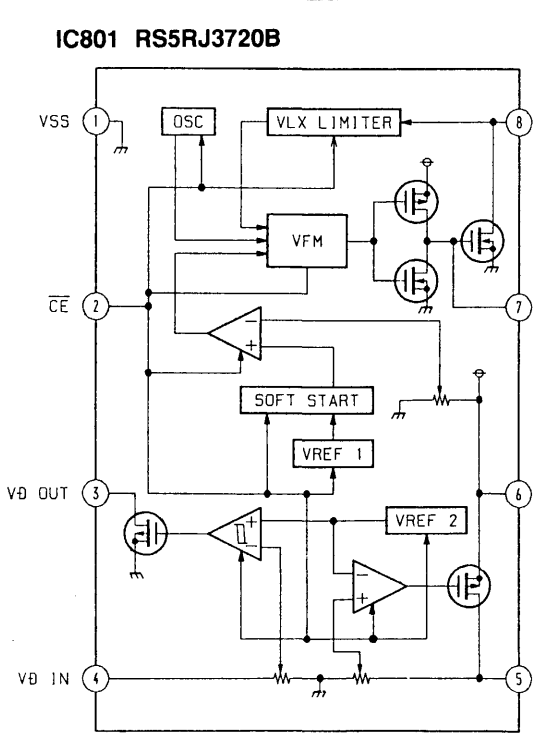 IC801 RS5RJ3720B
VSS 1 OSC VLX LIMITER 8
VFM
7
CE 2
−
+
SOFT START
VREF 1
VD OUT 3 6
+ VREF 2
−
−
+
VD IN 4 5